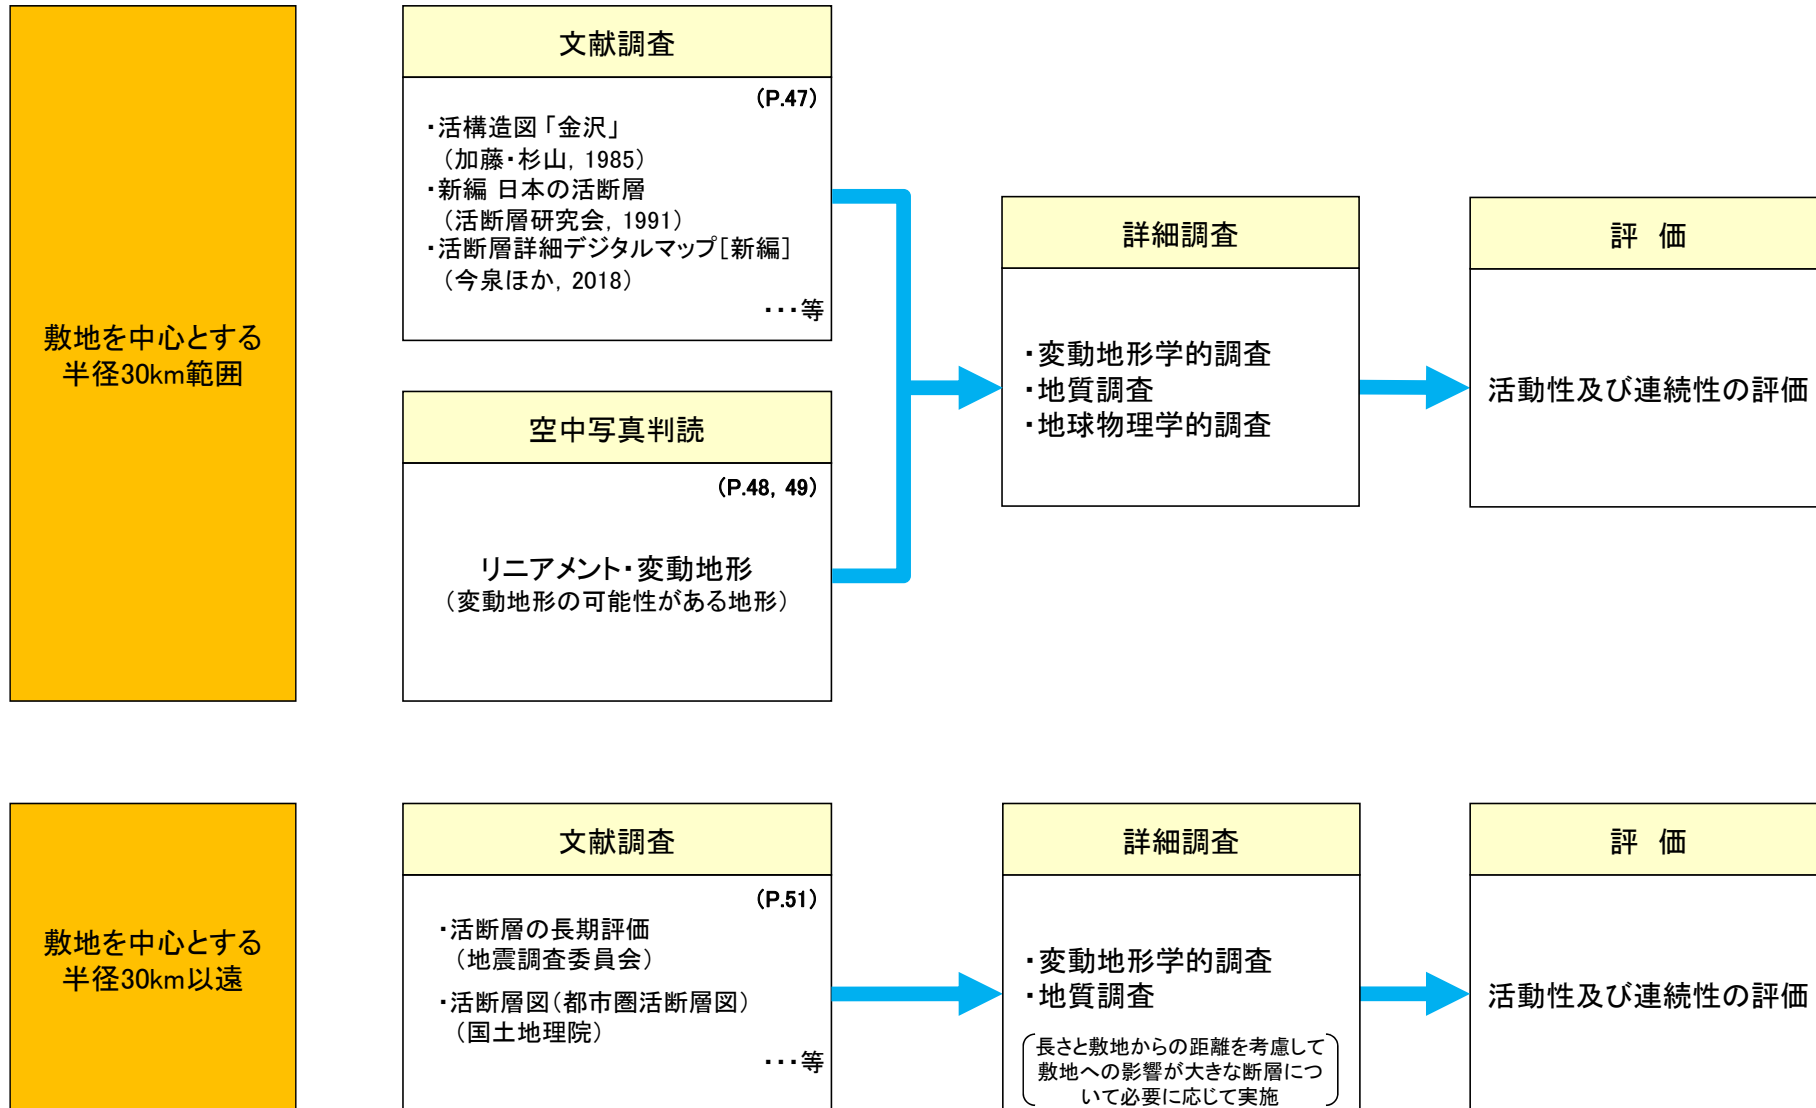 敷地を中心とする
半径30km範囲
文献調査
(P.47)
・活構造図「金沢」
(加藤・杉山, 1985)
・新編 日本の活断層
(活断層研究会, 1991)
・活断層詳細デジタルマップ[新編]
(今泉ほか, 2018)
・・・等
空中写真判読
(P.48, 49)
リニアメント・変動地形
(変動地形の可能性がある地形)
詳細調査
・変動地形学的調査
・地質調査
・地球物理学的調査
評 価
活動性及び連続性の評価
敷地を中心とする
半径30km以遠
文献調査
(P.51)
・活断層の長期評価
(地震調査委員会)
・活断層図(都市圏活断層図)
(国土地理院)
・・・等
詳細調査
・変動地形学的調査
・地質調査
長さと敷地からの距離を考慮して
敷地への影響が大きな断層につ
いて必要に応じて実施
評 価
活動性及び連続性の評価